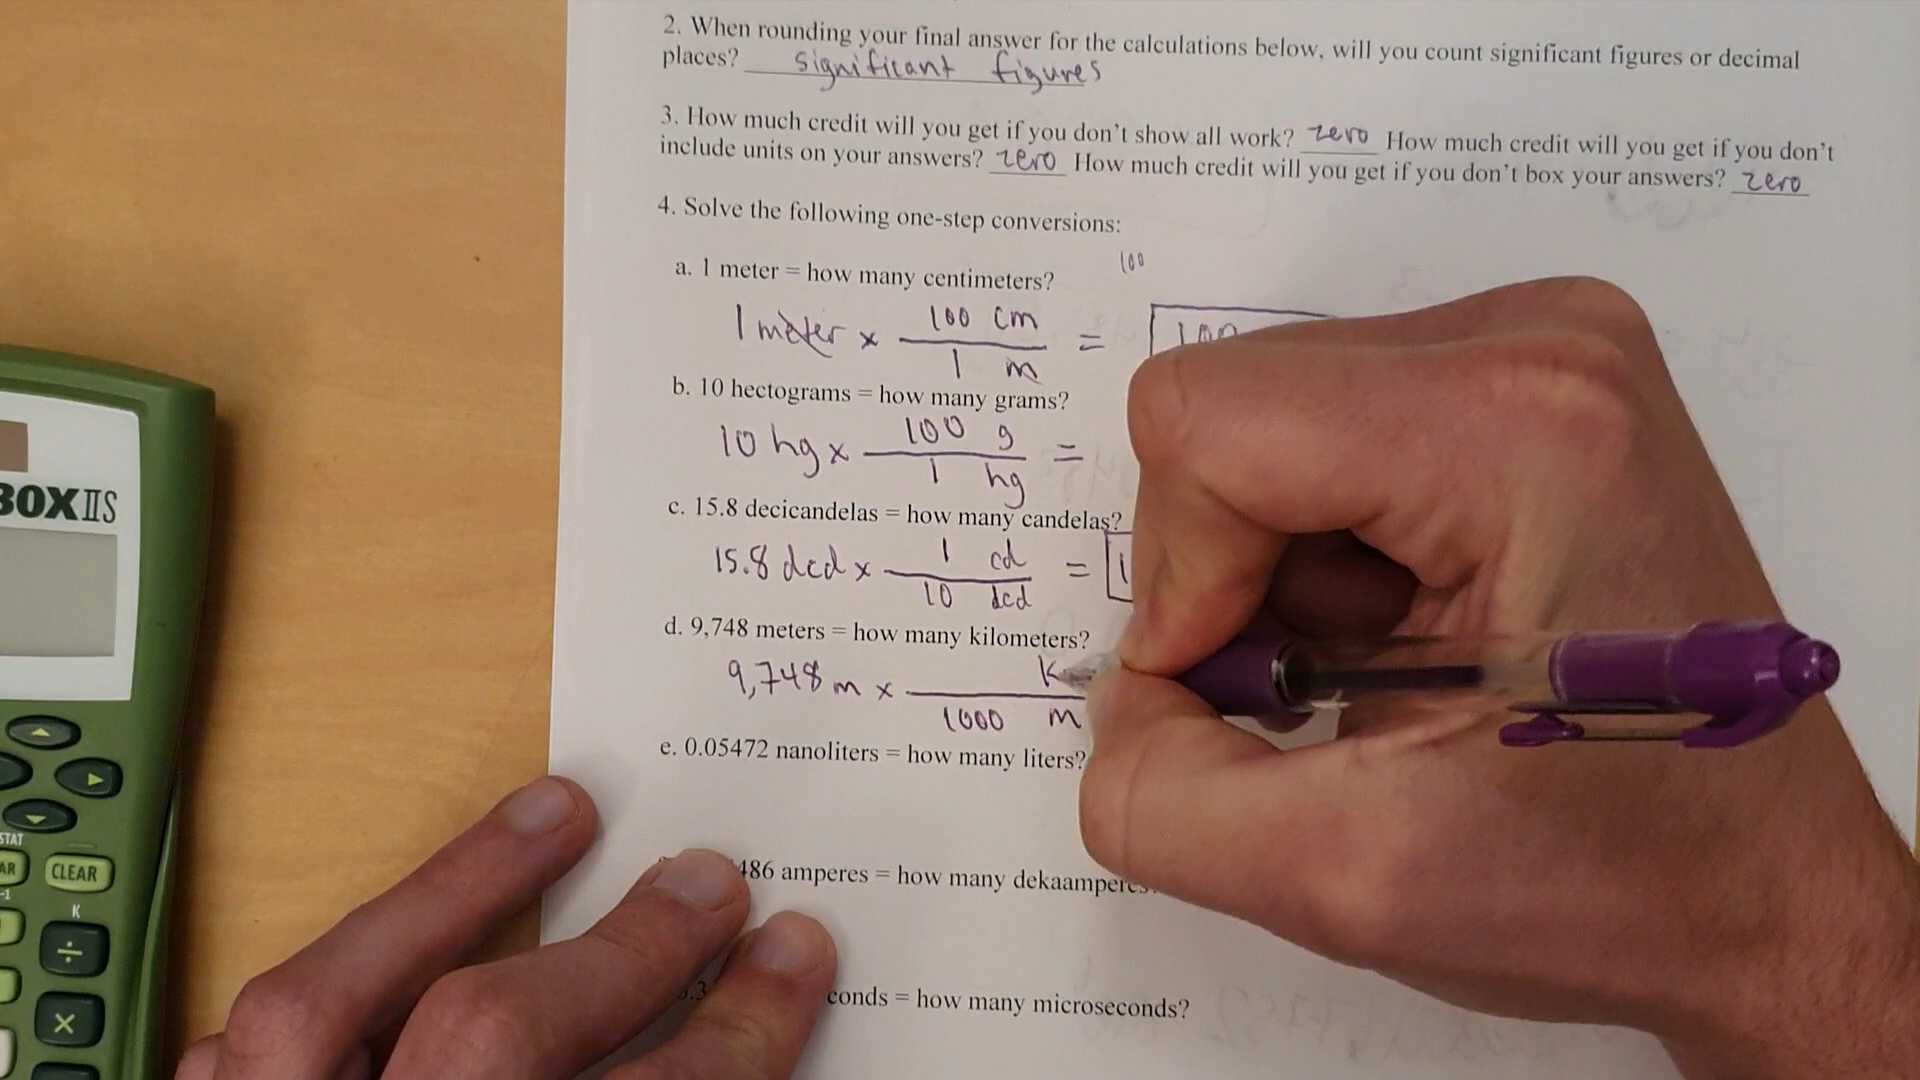 2. When rounding your final answer for the calculations below, will you count significant figures or decimal
places? significant figures
3. How much credit will you get if you don't show all work? zero How much credit will you get if you don't
include units on your answers? zero How much credit will you get if you don't box your answers? zero
4. Solve the following one-step conversions:
a. 1 meter = how many centimeters? 100
1 meter x 100 cm = 100
1 m
b. 10 hectograms = how many grams?
10 hg x 100 g =
1 hg
c. 15.8 decicandelas = how many candelas?
15.8 dcd x 1 cd = 1
10 dcd
d. 9,748 meters = how many kilometers?
9,748 m x k
1000 m
e. 0.05472 nanoliters = how many liters?
486 amperes = how many dekaamperes?
conds = how many microseconds?
BOX IIS
STAT
CLEAR
K
÷
×